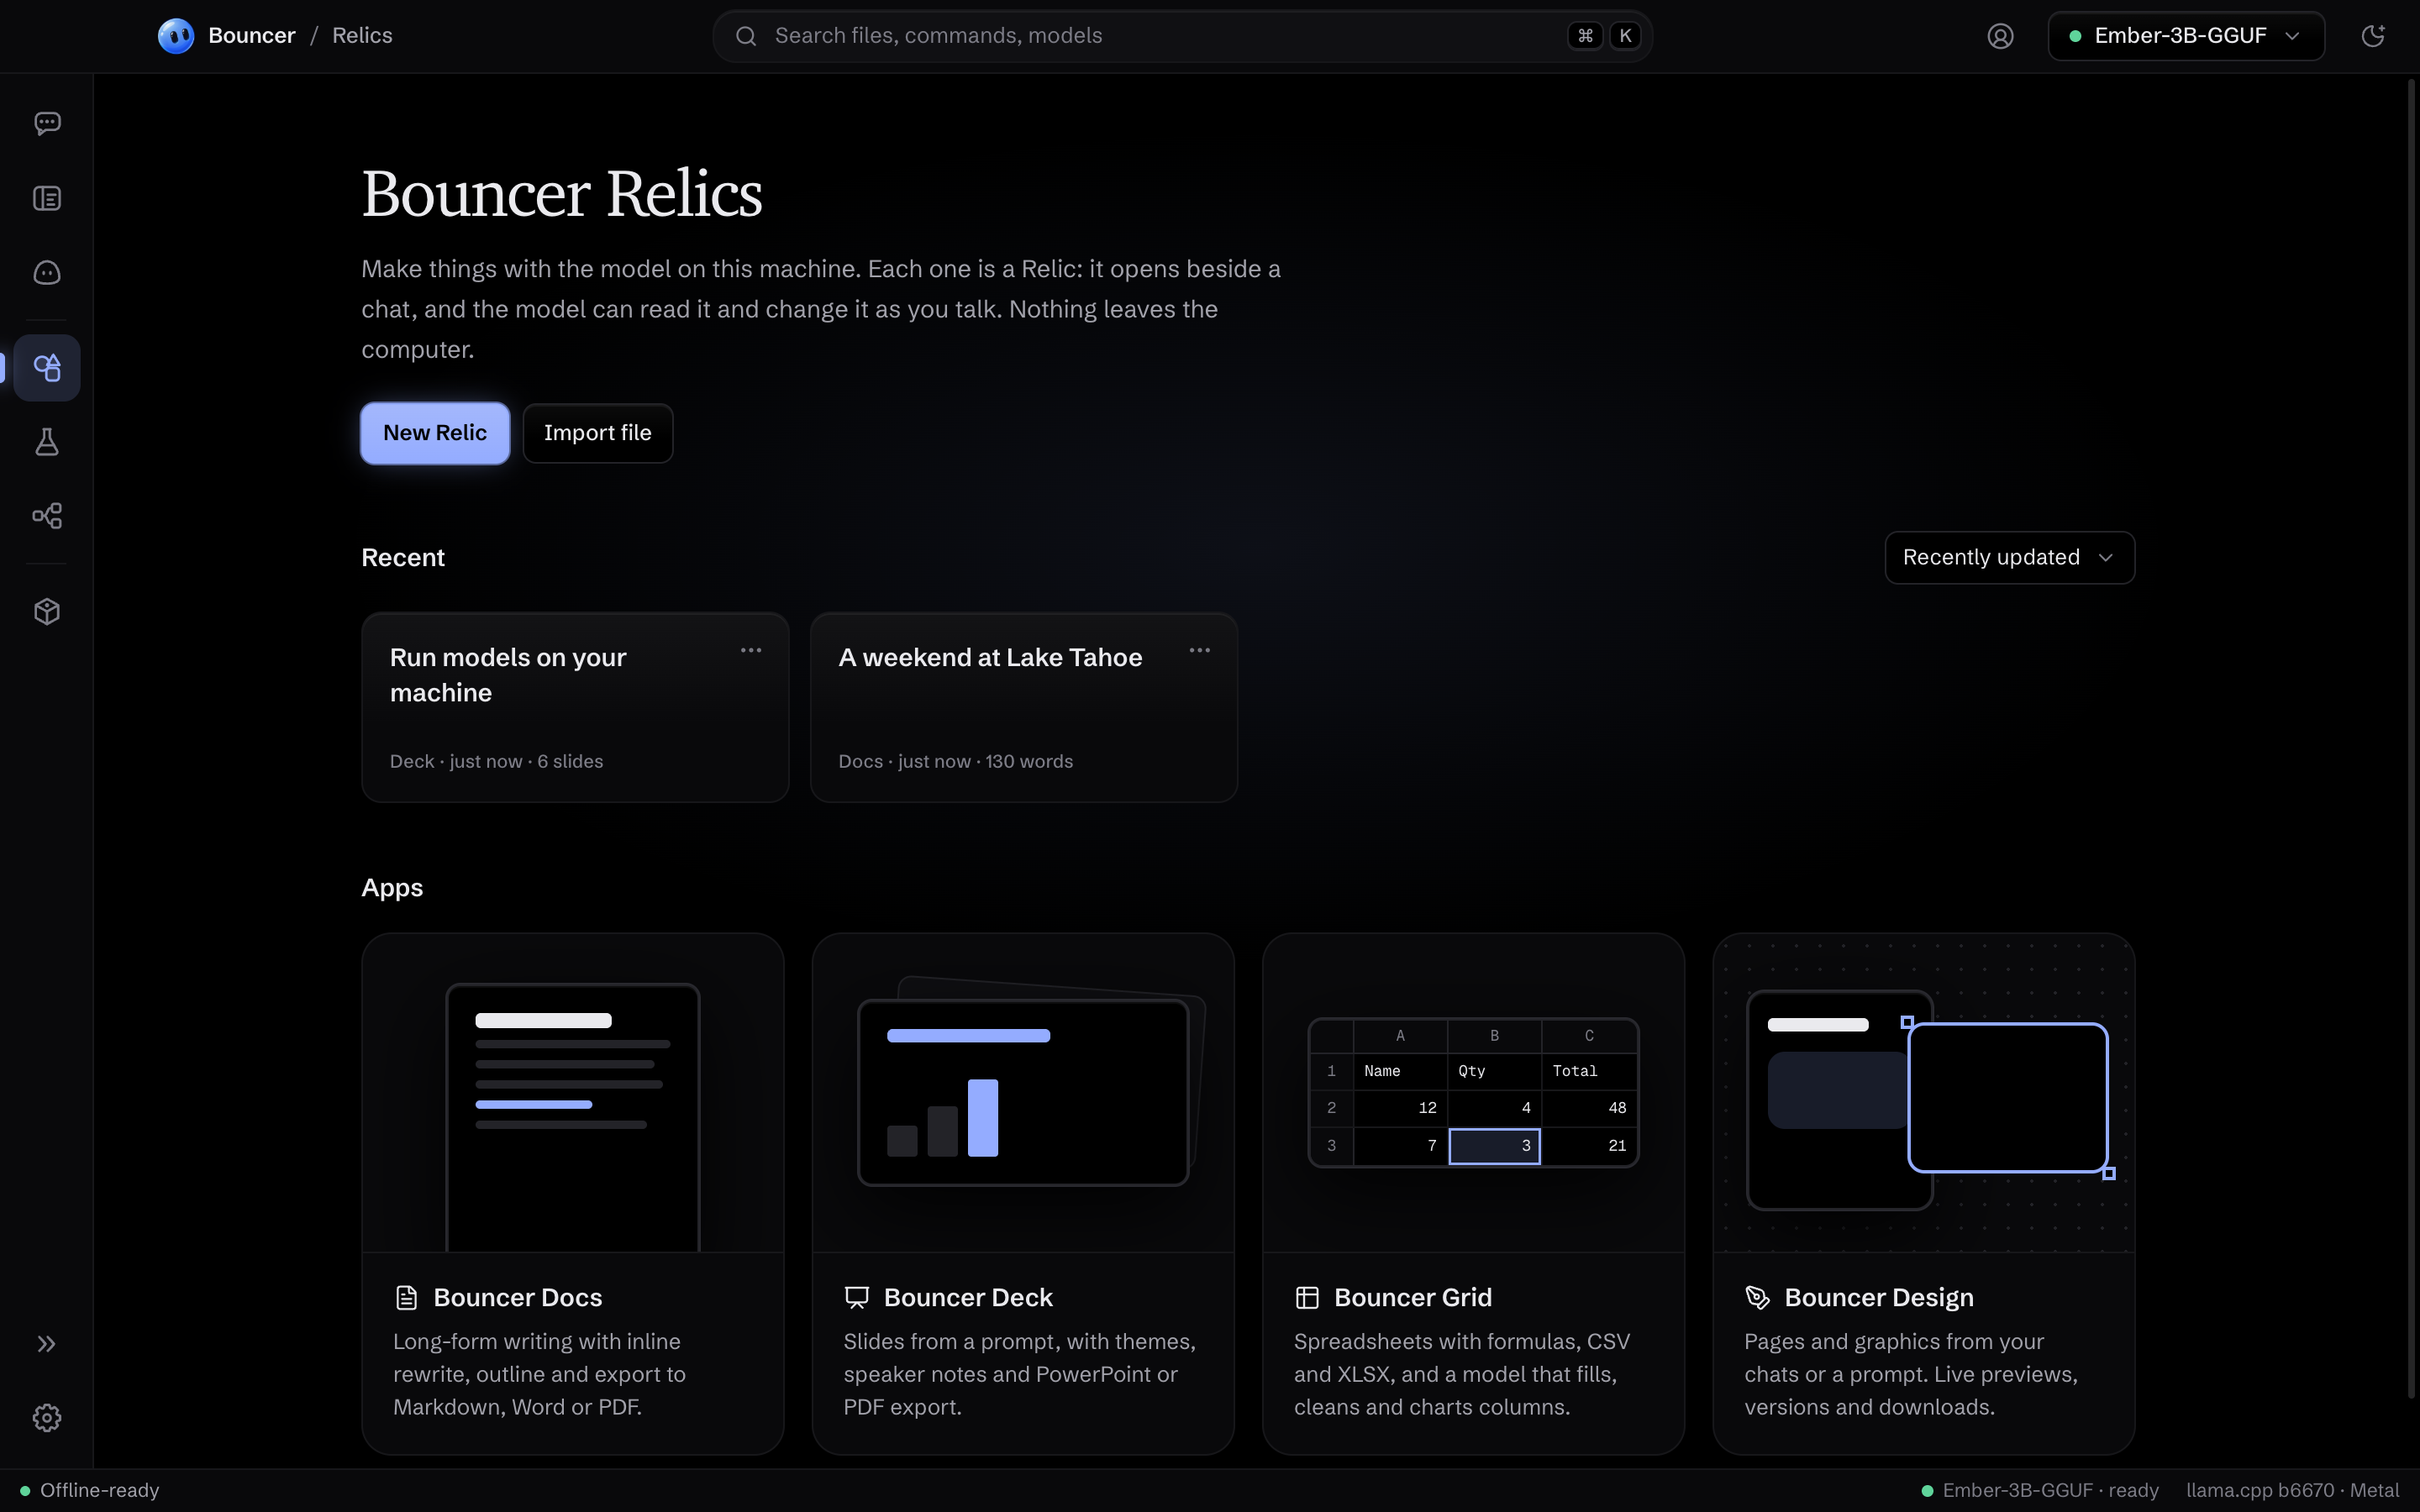 Bouncer / Relics
Search files, commands, models
⌘ K
Ember-3B-GGUF
Bouncer Relics
Make things with the model on this machine. Each one is a Relic: it opens beside a
chat, and the model can read it and change it as you talk. Nothing leaves the
computer.
New Relic
Import file
Recent
Recently updated
Run models on your
machine
Deck · just now · 6 slides
A weekend at Lake Tahoe
Docs · just now · 130 words
Apps
A B C
1 Name Qty Total
2 12 4 48
3 7 3 21
Bouncer Docs
Long-form writing with inline
rewrite, outline and export to
Markdown, Word or PDF.
Bouncer Deck
Slides from a prompt, with themes,
speaker notes and PowerPoint or
PDF export.
Bouncer Grid
Spreadsheets with formulas, CSV
and XLSX, and a model that fills,
cleans and charts columns.
Bouncer Design
Pages and graphics from your
chats or a prompt. Live previews,
versions and downloads.
Offline-ready
Ember-3B-GGUF · ready
llama.cpp b6670 · Metal